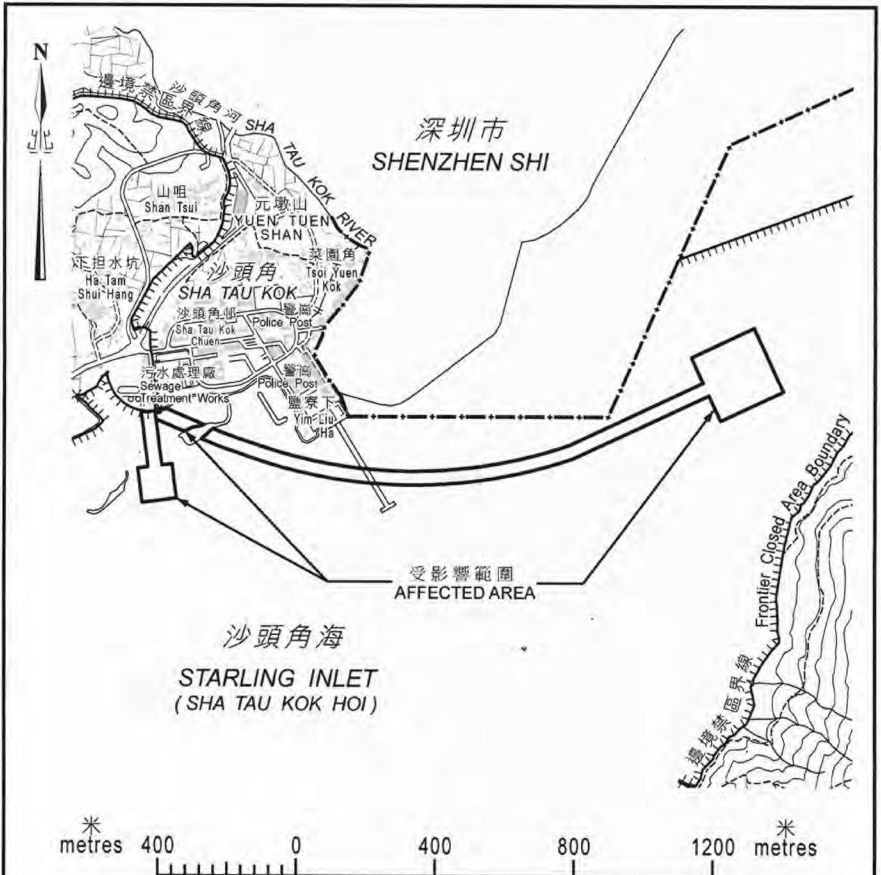 N
邊境禁區界線
沙頭角河 SHA TAU KOK RIVER
深圳市
SHENZHEN SHI
山咀
Shan Tsui
元墩山
YUEN TUEN
SHAN
菜園角
Tsoi Yuen
Kok
下担水坑
Ha Tam
Shui Hang
沙頭角
SHA TAU KOK
沙頭角邨
Sha Tau Kok
Chuen
警崗
Police Post
污水處理廠
Sewage
Treatment Works
警崗
Police Post
鹽寮下
Yim Liu
Ha
受影響範圍
AFFECTED AREA
沙頭角海
STARLING INLET
(SHA TAU KOK HOI)
Frontier Closed Area Boundary
邊境禁區界線
米
metres
400 0 400 800 1200
米
metres